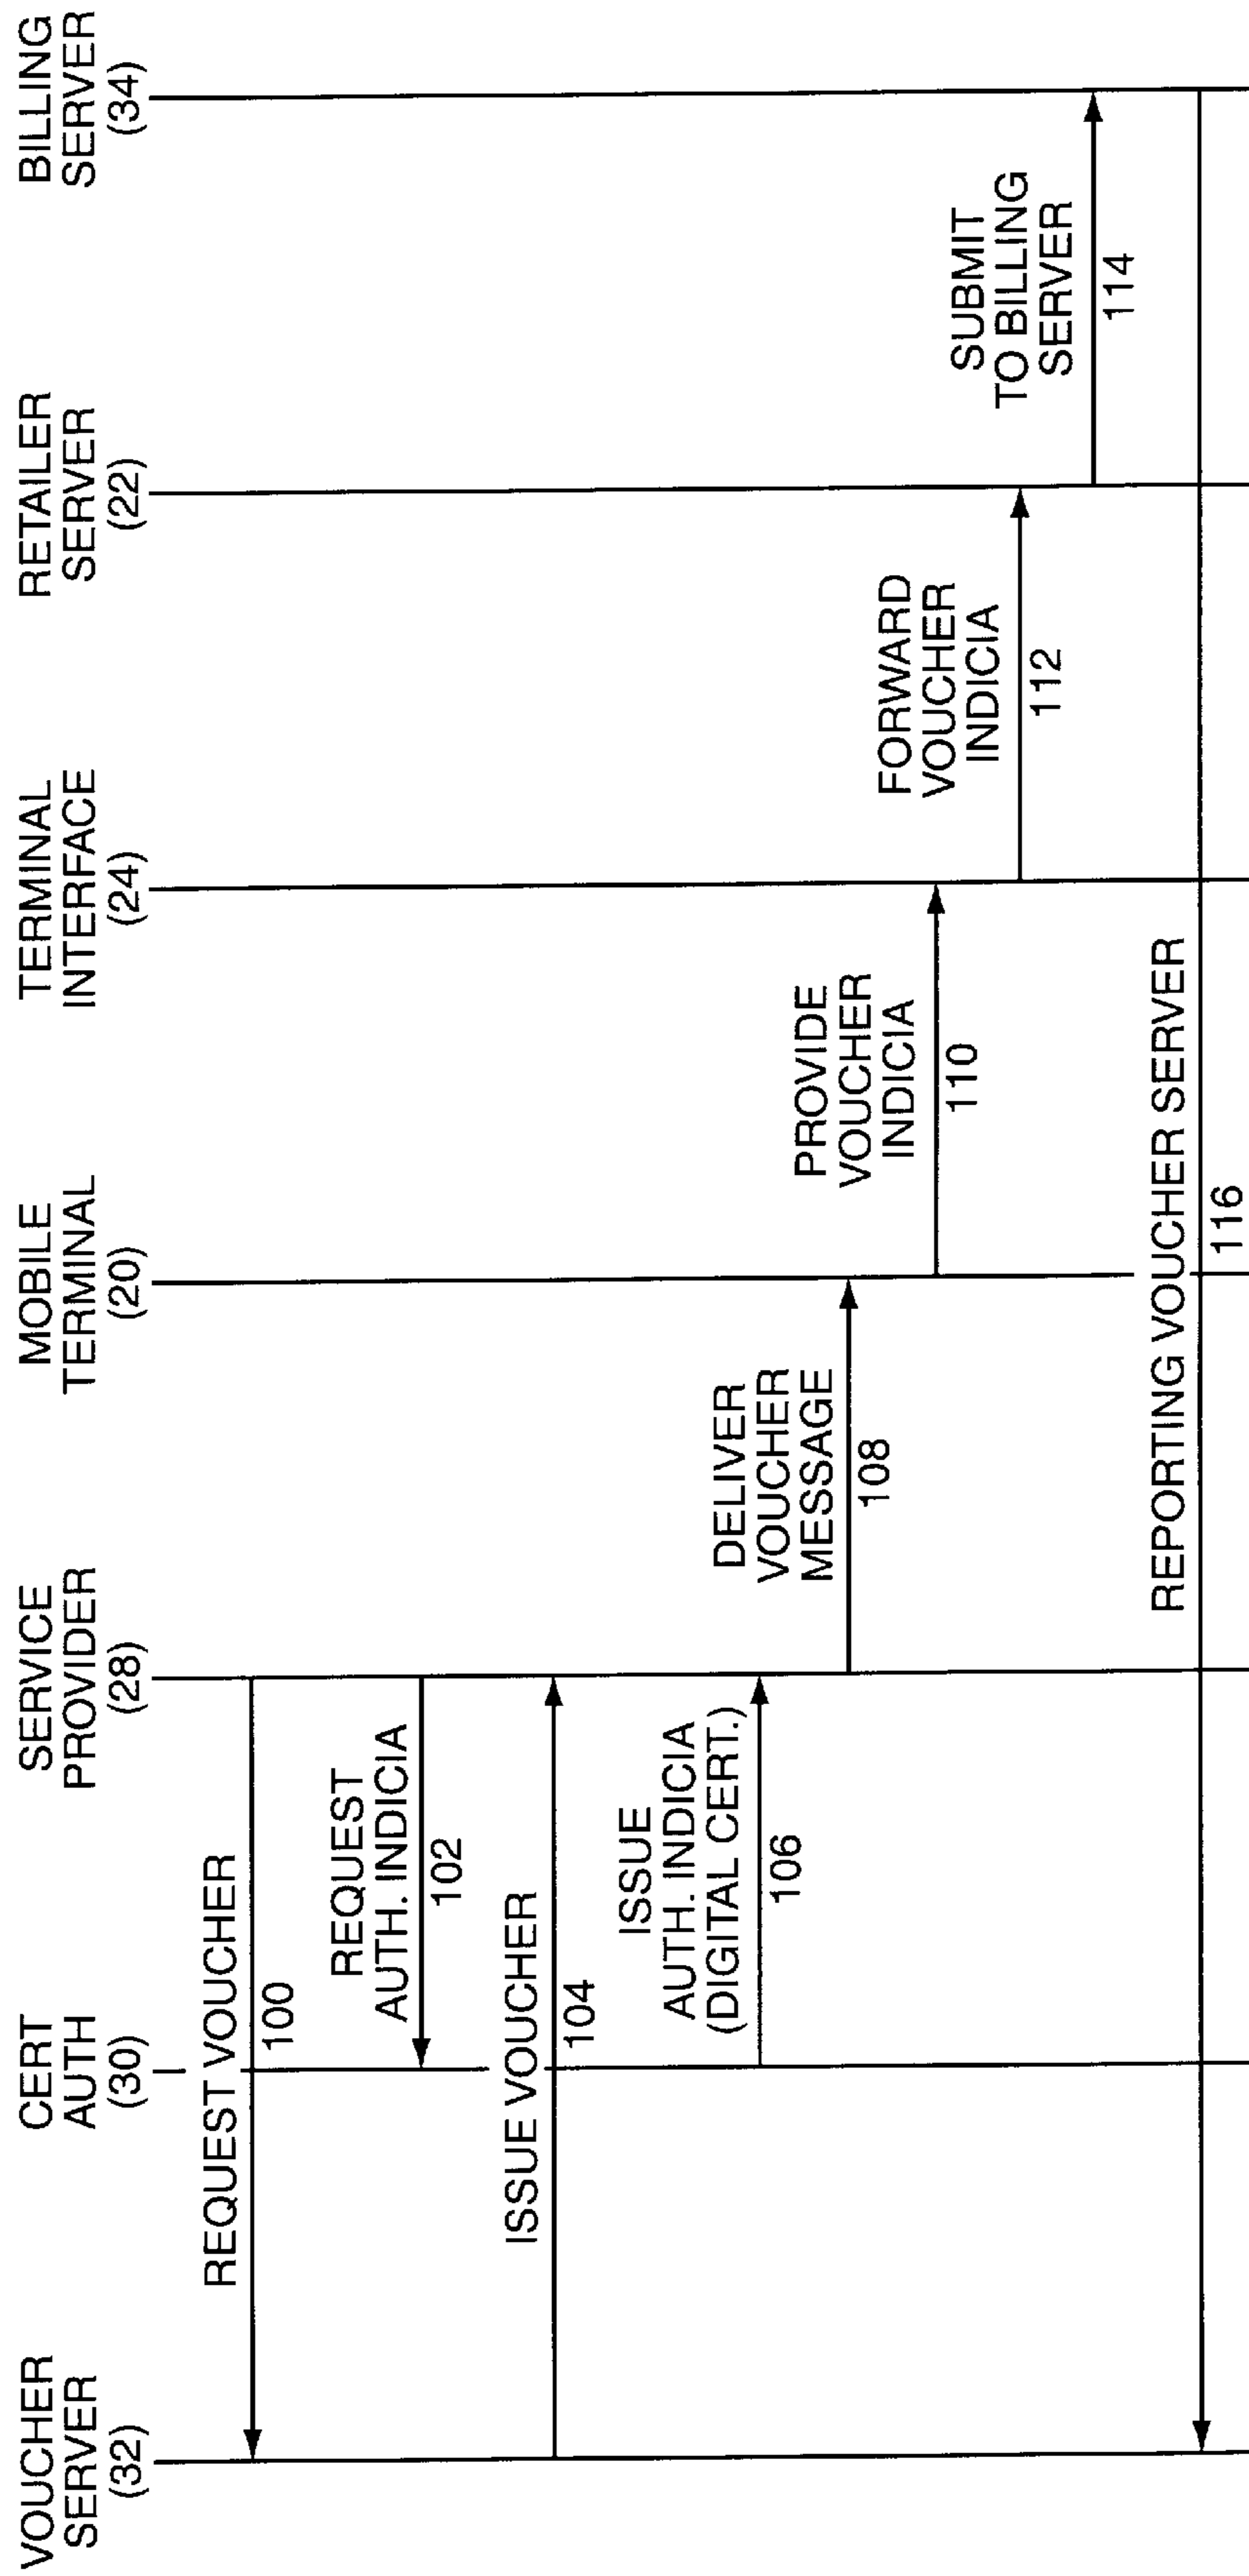 VOUCHER
SERVER
(32)
CERT
AUTH
(30)
SERVICE
PROVIDER
(28)
MOBILE
TERMINAL
(20)
TERMINAL
INTERFACE
(24)
RETAILER
SERVER
(22)
BILLING
SERVER
(34)
REQUEST VOUCHER
100
REQUEST
AUTH. INDICIA
102
ISSUE VOUCHER
104
ISSUE
AUTH. INDICIA
(DIGITAL CERT.)
106
DELIVER
VOUCHER
MESSAGE
108
PROVIDE
VOUCHER
INDICIA
110
FORWARD
VOUCHER
INDICIA
112
SUBMIT
TO BILLING
SERVER
114
REPORTING VOUCHER SERVER
116